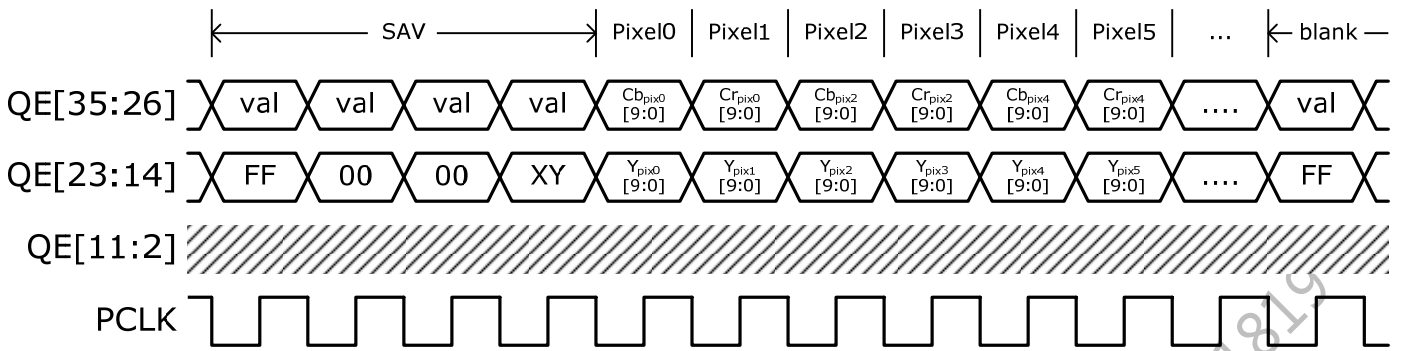 SAV Pixel0 Pixel1 Pixel2 Pixel3 Pixel4 Pixel5 ... blank
QE[35:26] val val val val Cbpix0 [9:0] Crpix0 [9:0] Cbpix2 [9:0] Crpix2 [9:0] Cbpix4 [9:0] Crpix4 [9:0] .... val
QE[23:14] FF 00 00 XY Ypix0 [9:0] Ypix1 [9:0] Ypix2 [9:0] Ypix3 [9:0] Ypix4 [9:0] Ypix5 [9:0] .... FF
QE[11:2]
PCLK